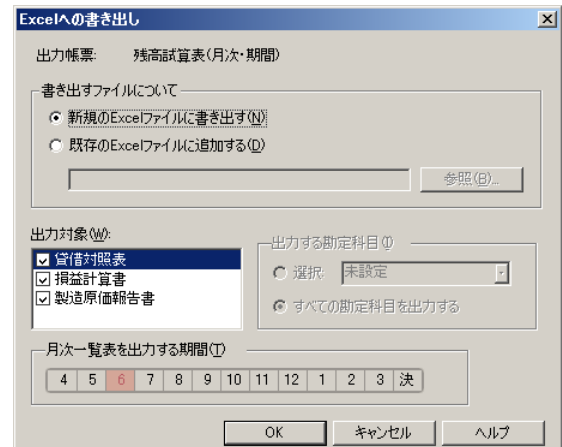 Excelへの書き出し
出力帳票: 残高試算表(月次・期間)
書き出すファイルについて
新規のExcelファイルに書き出す(N)
既存のExcelファイルに追加する(D)
参照(B)...
出力対象(W):
貸借対照表
損益計算書
製造原価報告書
出力する勘定科目(I)
選択: 未設定
すべての勘定科目を出力する
月次一覧表を出力する期間(T)
4 5 6 7 8 9 10 11 12 1 2 3 決
OK キャンセル ヘルプ